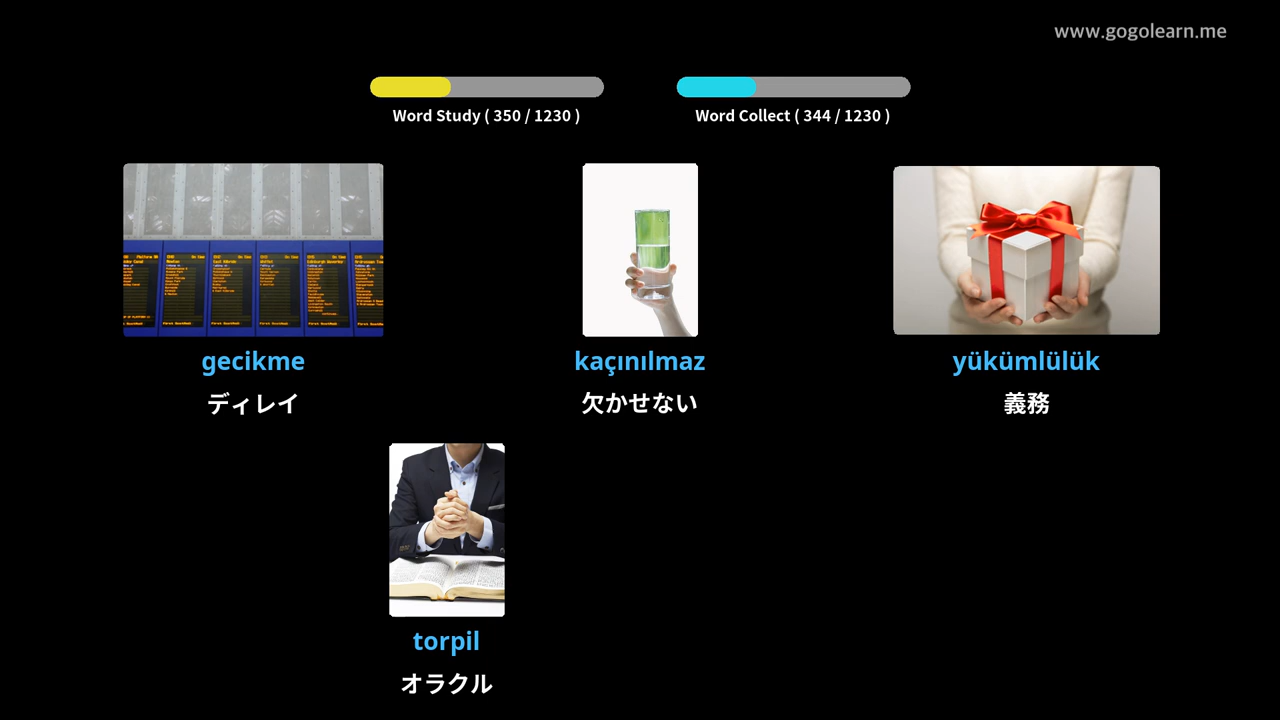 www.gogolearn.me
Word Study ( 350 / 1230 )
Word Collect ( 344 / 1230 )
gecikme
ディレイ
kaçınılmaz
欠かせない
yükümlülük
義務
torpil
オラクル